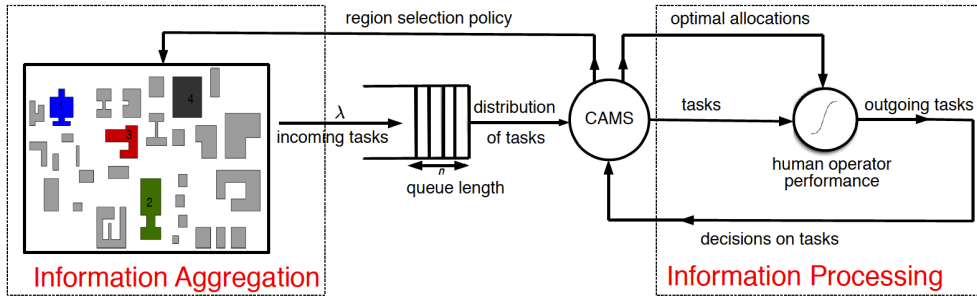 region selection policy
optimal allocations
1
4
3
2
λ
incoming tasks
n
queue length
distribution
of tasks
CAMS
tasks
outgoing tasks
human operator
performance
decisions on tasks
Information Aggregation
Information Processing